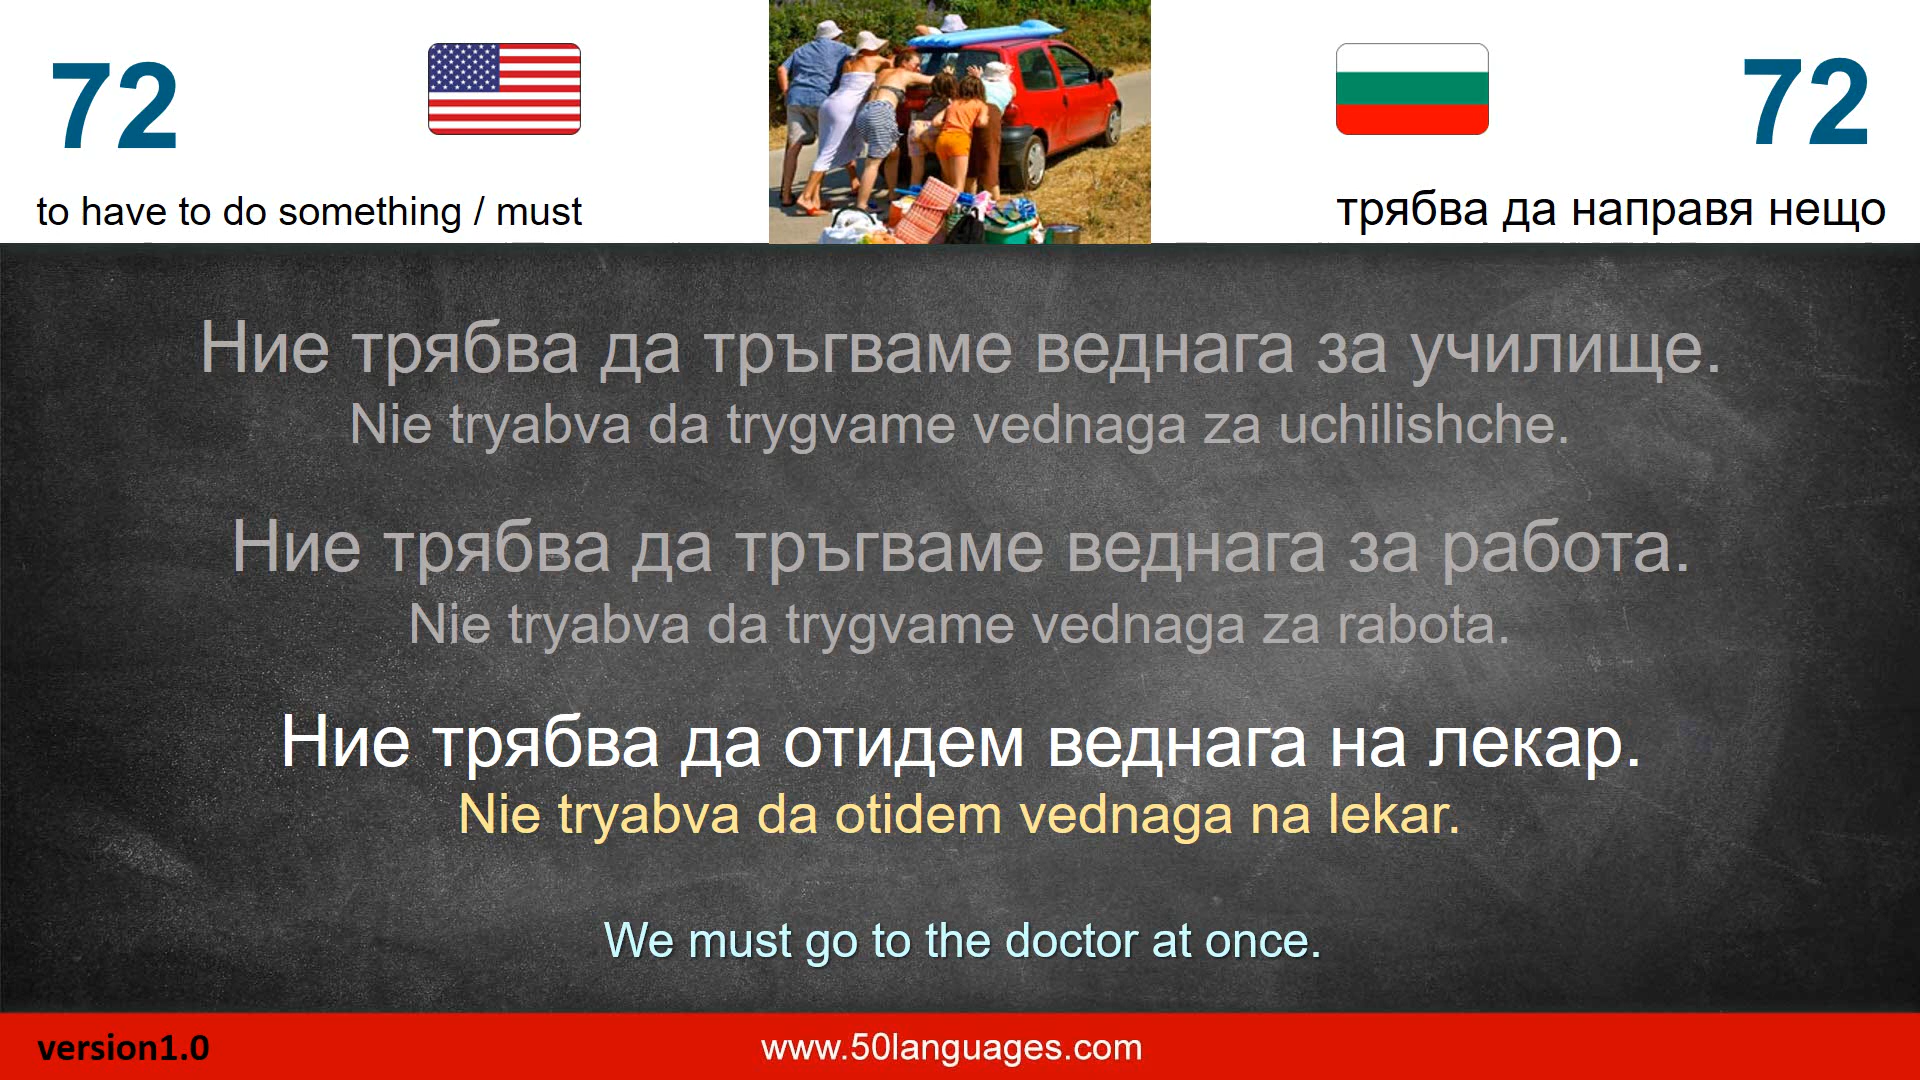 72
72
to have to do something / must
трябва да направя нещо
Ние трябва да тръгваме веднага за училище.
Nie tryabva da trygvame vednaga za uchilishche.
Ние трябва да тръгваме веднага за работа.
Nie tryabva da trygvame vednaga za rabota.
Ние трябва да отидем веднага на лекар.
Nie tryabva da otidem vednaga na lekar.
We must go to the doctor at once.
version1.0
www.50languages.com